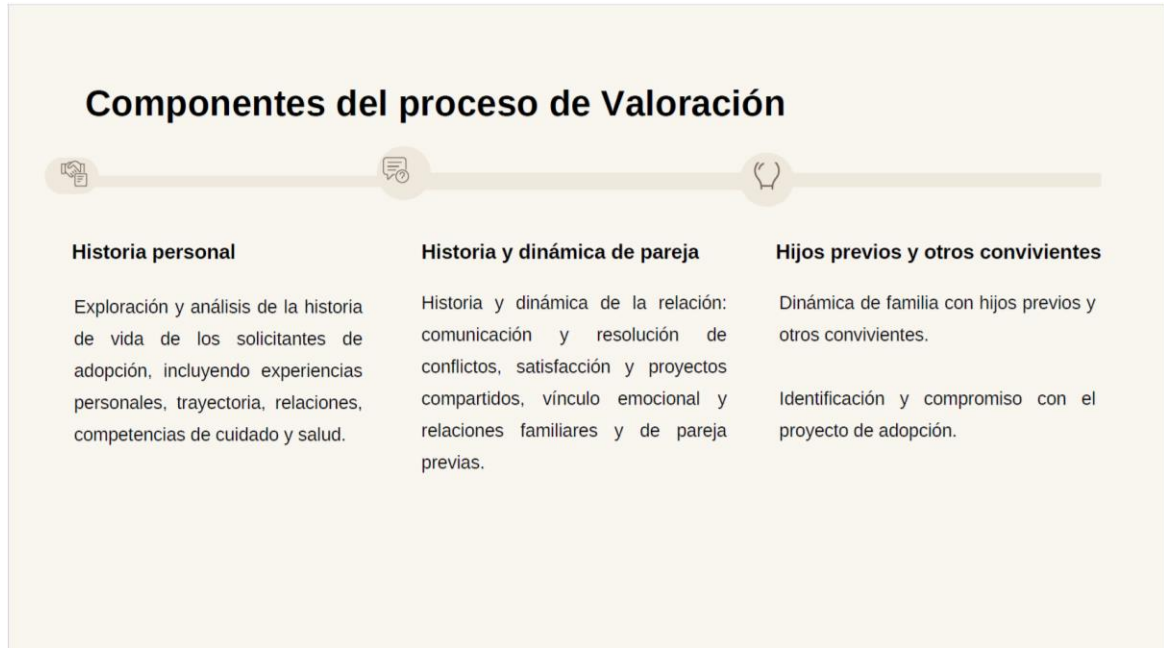 Componentes del proceso de Valoración
Historia personal
Exploración y análisis de la historia
de vida de los solicitantes de
adopción, incluyendo experiencias
personales, trayectoria, relaciones,
competencias de cuidado y salud.
Historia y dinámica de pareja
Historia y dinámica de la relación:
comunicación y resolución de
conflictos, satisfacción y proyectos
compartidos, vínculo emocional y
relaciones familiares y de pareja
previas.
Hijos previos y otros convivientes
Dinámica de familia con hijos previos y
otros convivientes.
Identificación y compromiso con el
proyecto de adopción.